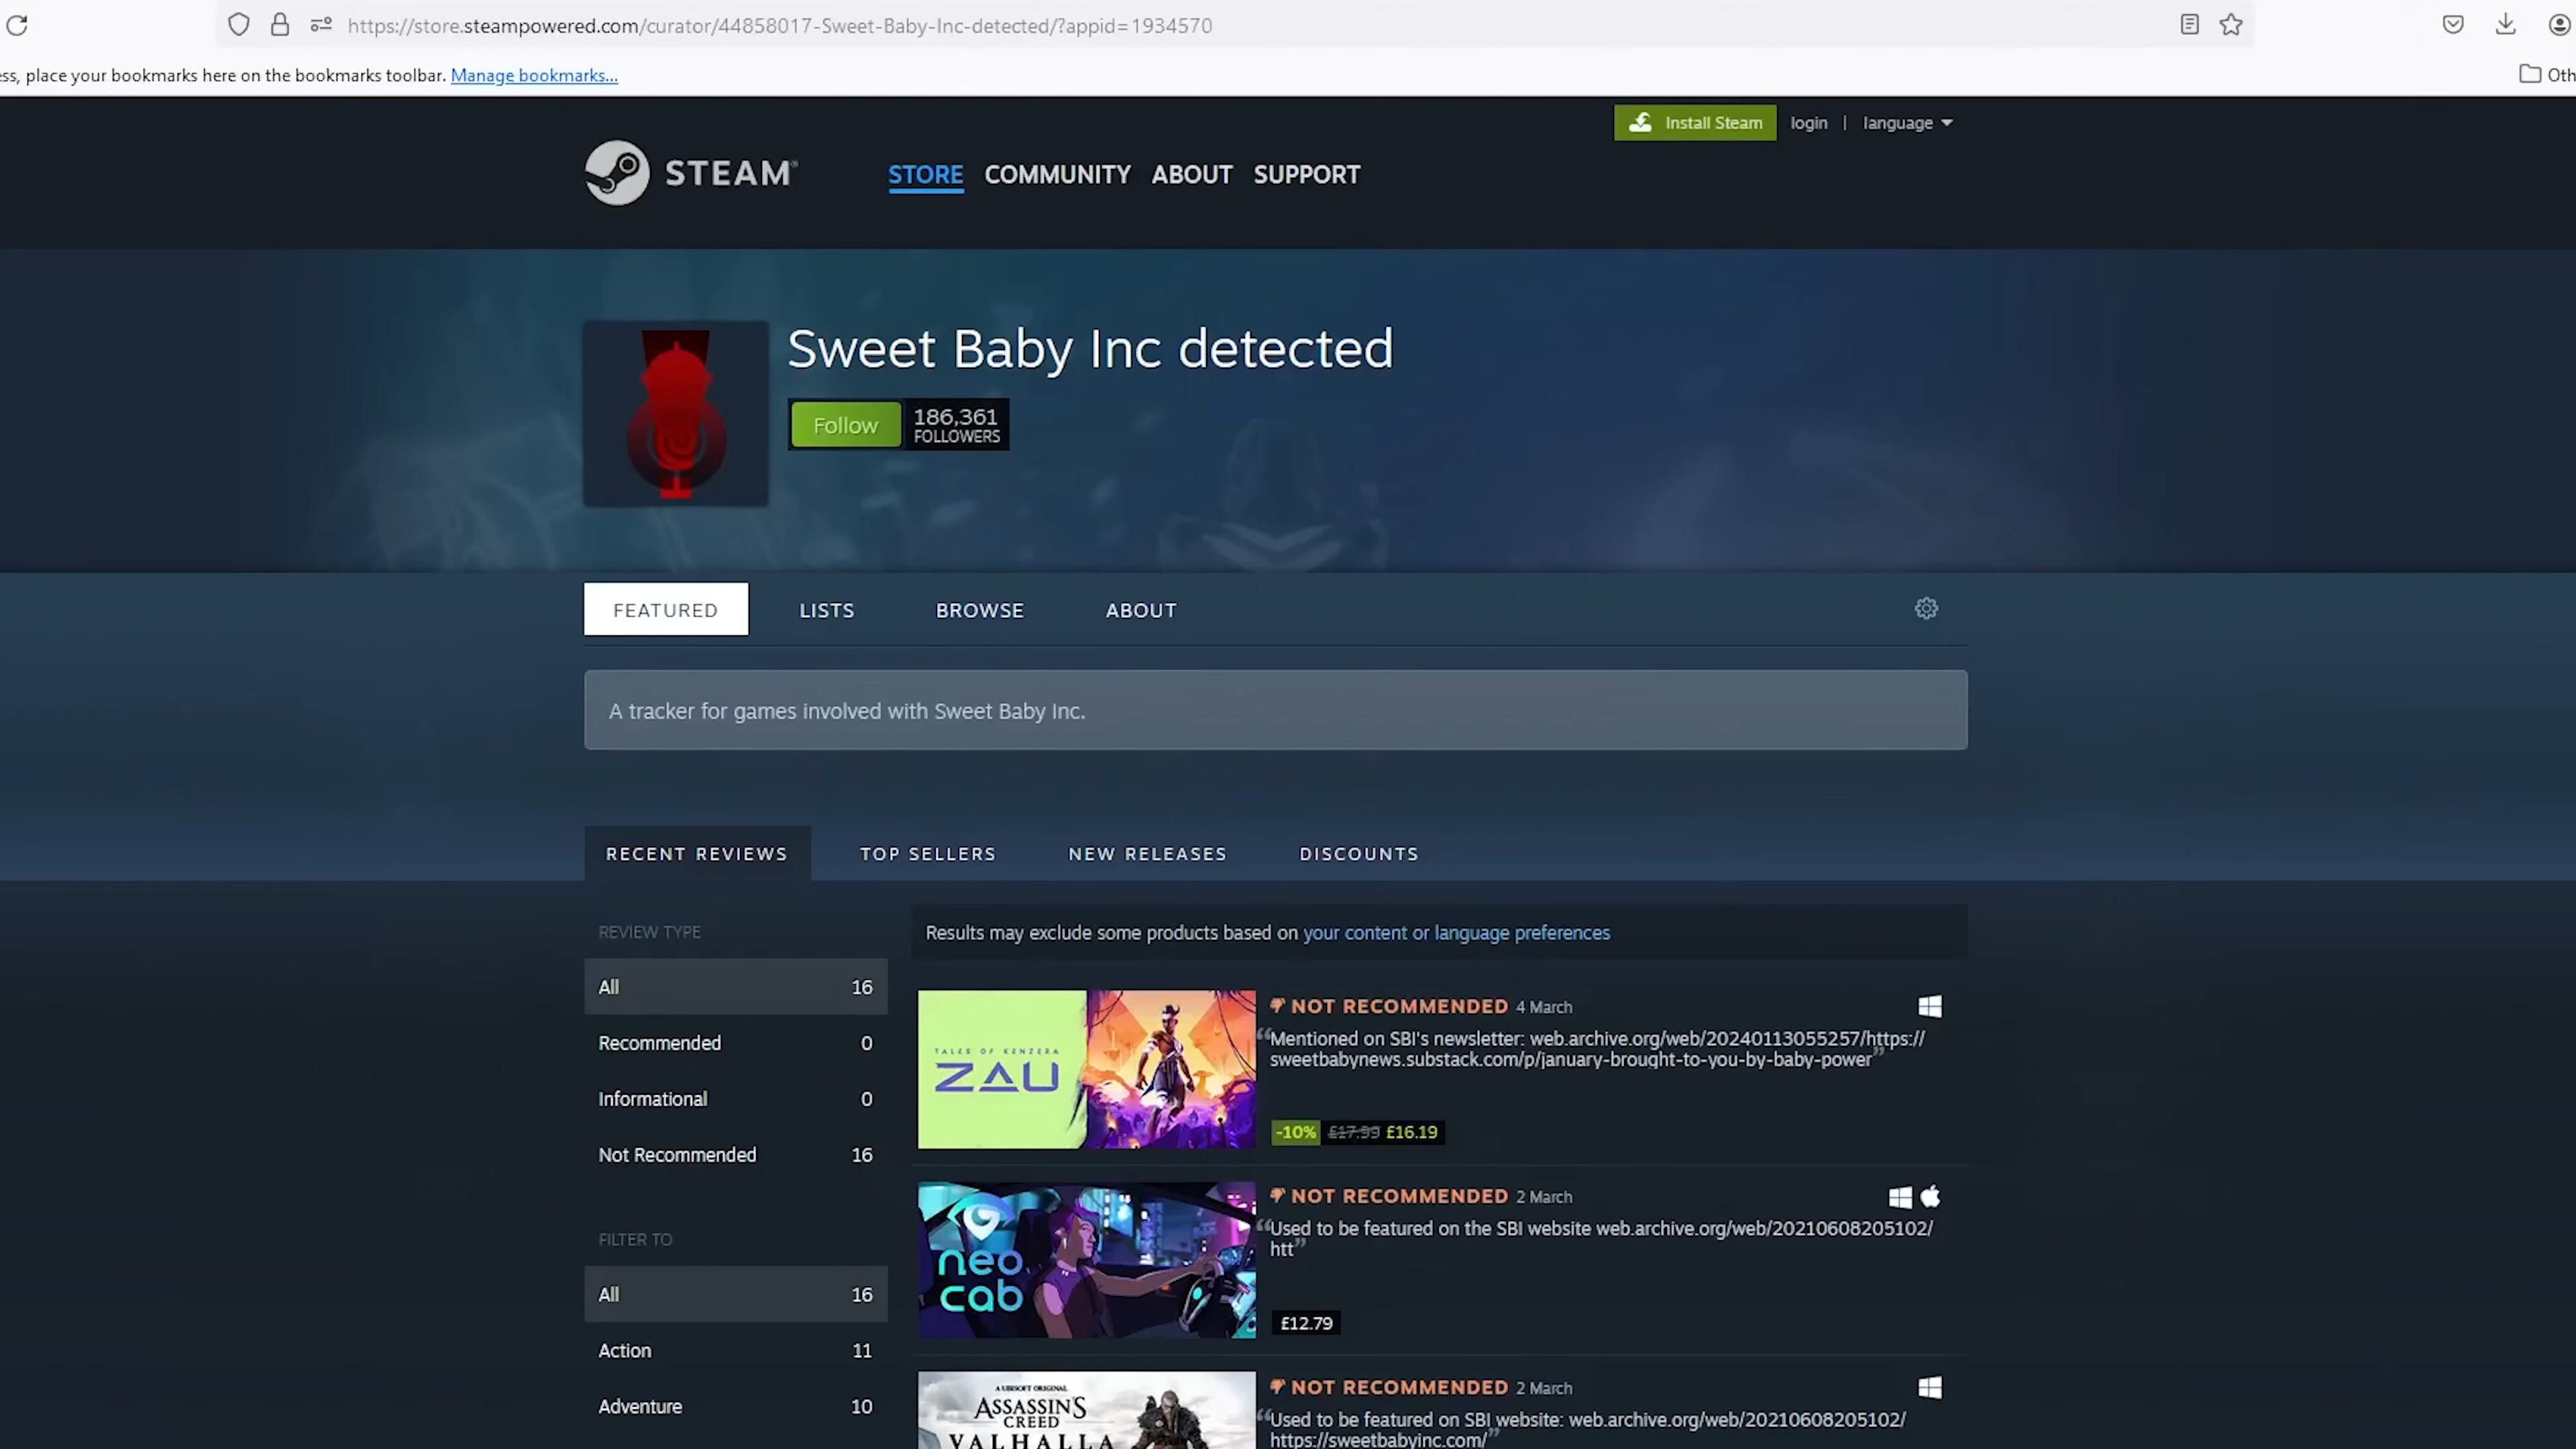 https://store.steampowered.com/curator/44858017-Sweet-Baby-Inc-detected/?appid=1934570
ess, place your bookmarks here on the bookmarks toolbar. Manage bookmarks...
Oth
Install Steam login | language
STEAM® STORE COMMUNITY ABOUT SUPPORT
Sweet Baby Inc detected
Follow 186,361 FOLLOWERS
FEATURED LISTS BROWSE ABOUT
A tracker for games involved with Sweet Baby Inc.
RECENT REVIEWS TOP SELLERS NEW RELEASES DISCOUNTS
REVIEW TYPE
All 16
Recommended 0
Informational 0
Not Recommended 16
FILTER TO
All 16
Action 11
Adventure 10
Results may exclude some products based on your content or language preferences
TALES OF KENZERA
ZAU
NOT RECOMMENDED 4 March
“Mentioned on SBI's newsletter: web.archive.org/web/20240113055257/https://
sweetbabynews.substack.com/p/january-brought-to-you-by-baby-power”
-10% £17.99 £16.19
neo
cab
NOT RECOMMENDED 2 March
“Used to be featured on the SBI website web.archive.org/web/20210608205102/
htt”
£12.79
A UBISOFT ORIGINAL
ASSASSIN'S
CREED
VALHALLA
NOT RECOMMENDED 2 March
“Used to be featured on SBI website: web.archive.org/web/20210608205102/
https://sweetbabyinc.com/”